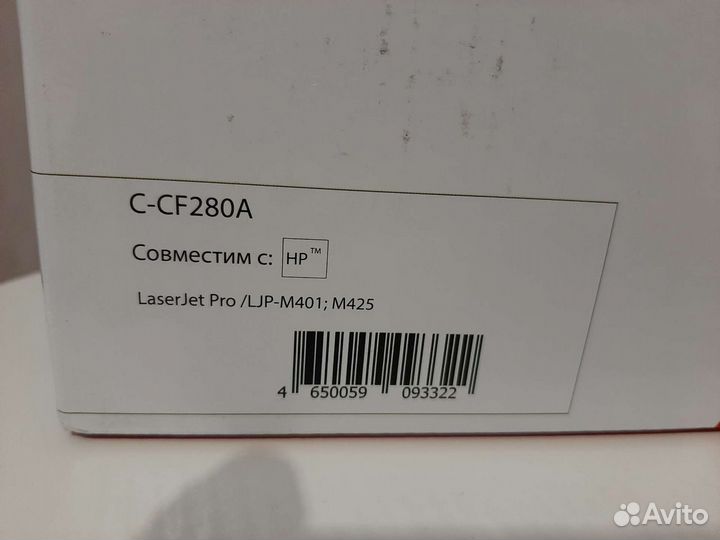 C-CF280A
Совместим с: HP™
LaserJet Pro /LJP-M401; M425
4 650059 093322
Avito